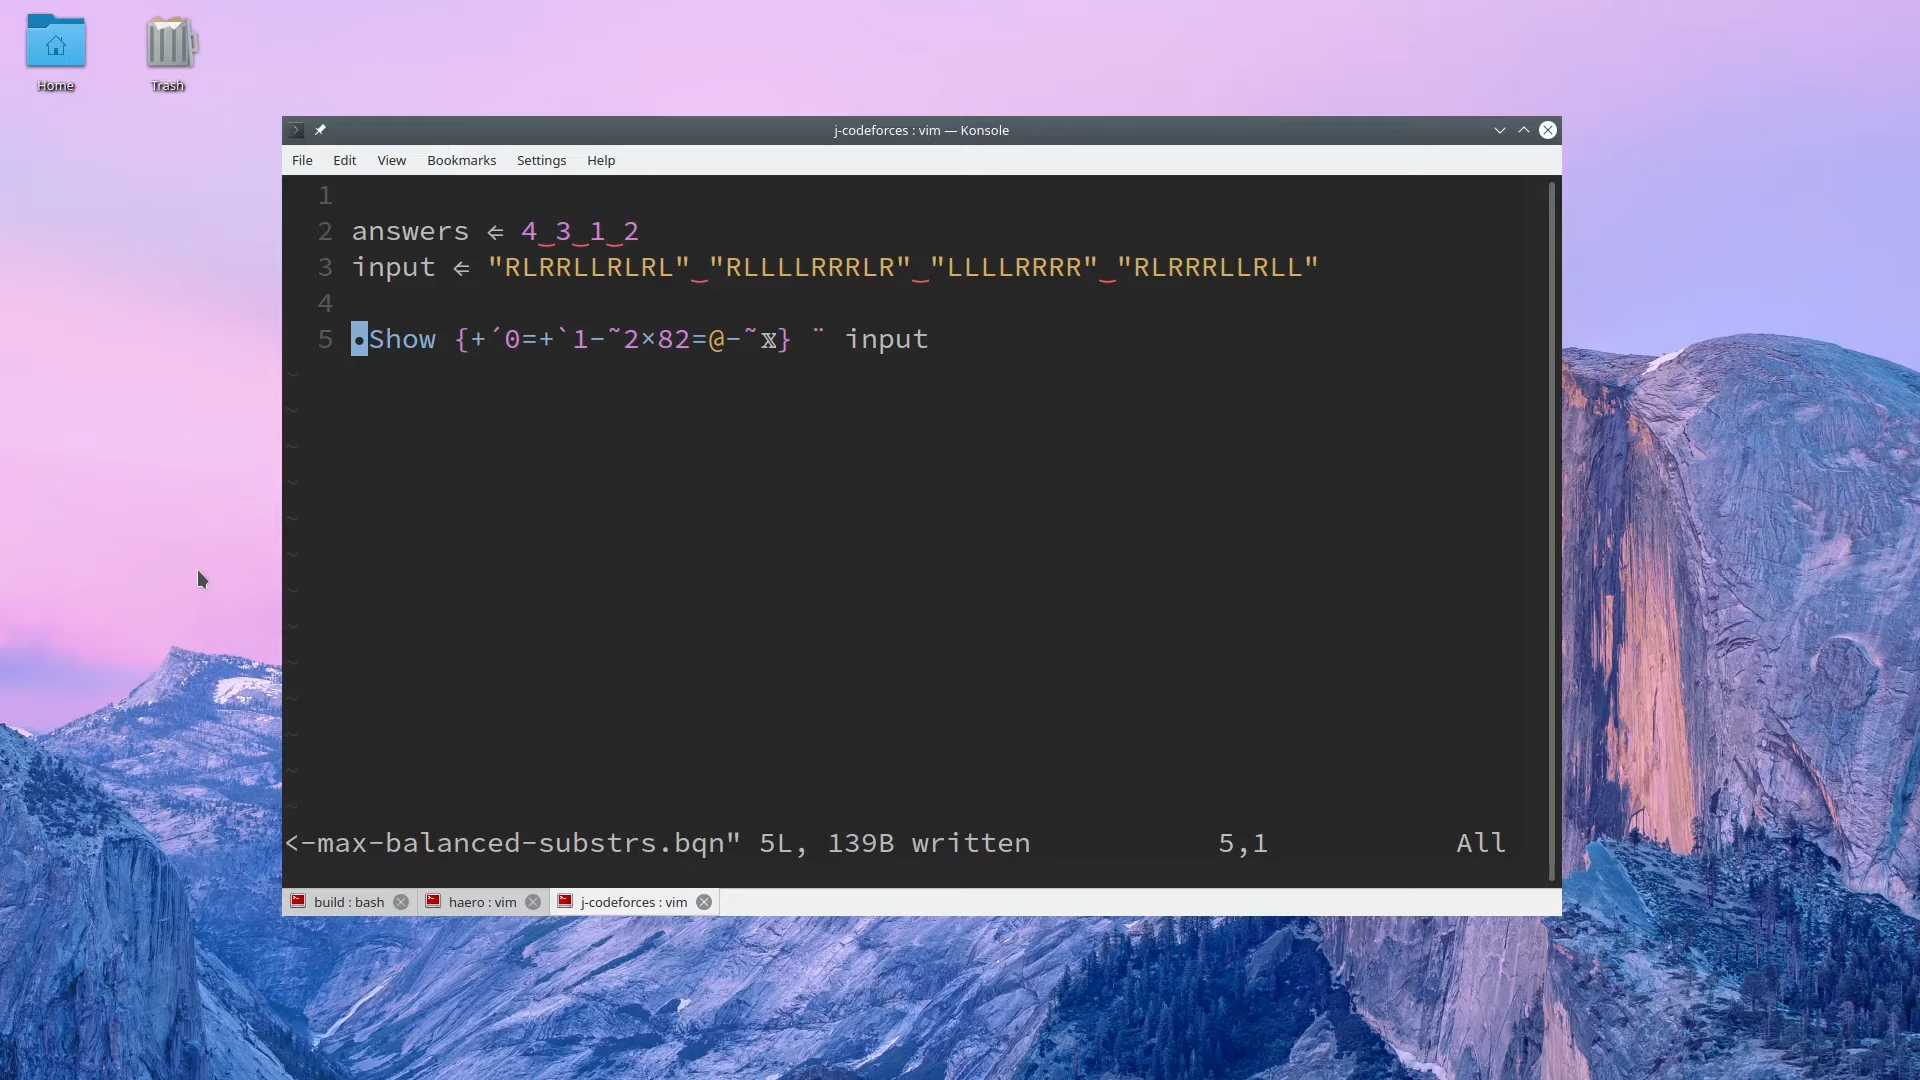 Home
Trash
j-codeforces : vim — Konsole
File Edit View Bookmarks Settings Help
1
2 answers ⇐ 4‿3‿1‿2
3 input ⇐ "RLRRLLRLRL"‿"RLLLLRRRLR"‿"LLLLRRRR"‿"RLRRRLLRLL"
4
5 •Show {+´0=+`1-˜2×82=@-˜𝕩} ¨ input
~
~
~
~
~
~
~
~
~
~
~
~
~
<-max-balanced-substrs.bqn" 5L, 139B written 5,1 All
build : bash haero : vim j-codeforces : vim